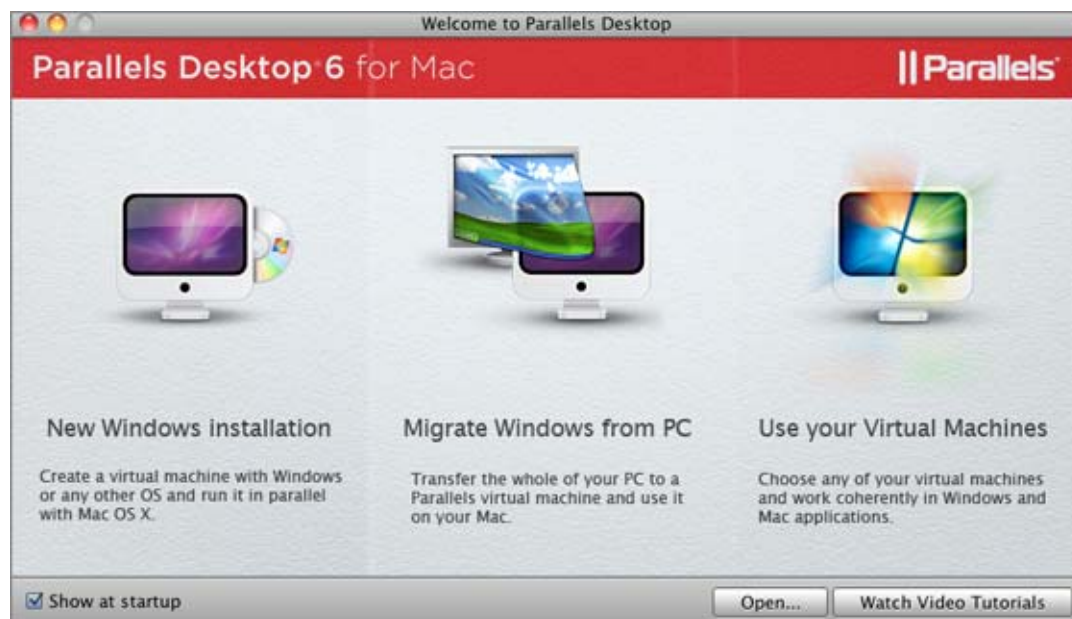 Welcome to Parallels Desktop
Parallels Desktop 6 for Mac
|| Parallels
New Windows installation
Create a virtual machine with Windows
or any other OS and run it in parallel
with Mac OS X.
Migrate Windows from PC
Transfer the whole of your PC to a
Parallels virtual machine and use it
on your Mac.
Use your Virtual Machines
Choose any of your virtual machines
and work coherently in Windows and
Mac applications.
Show at startup
Open...
Watch Video Tutorials